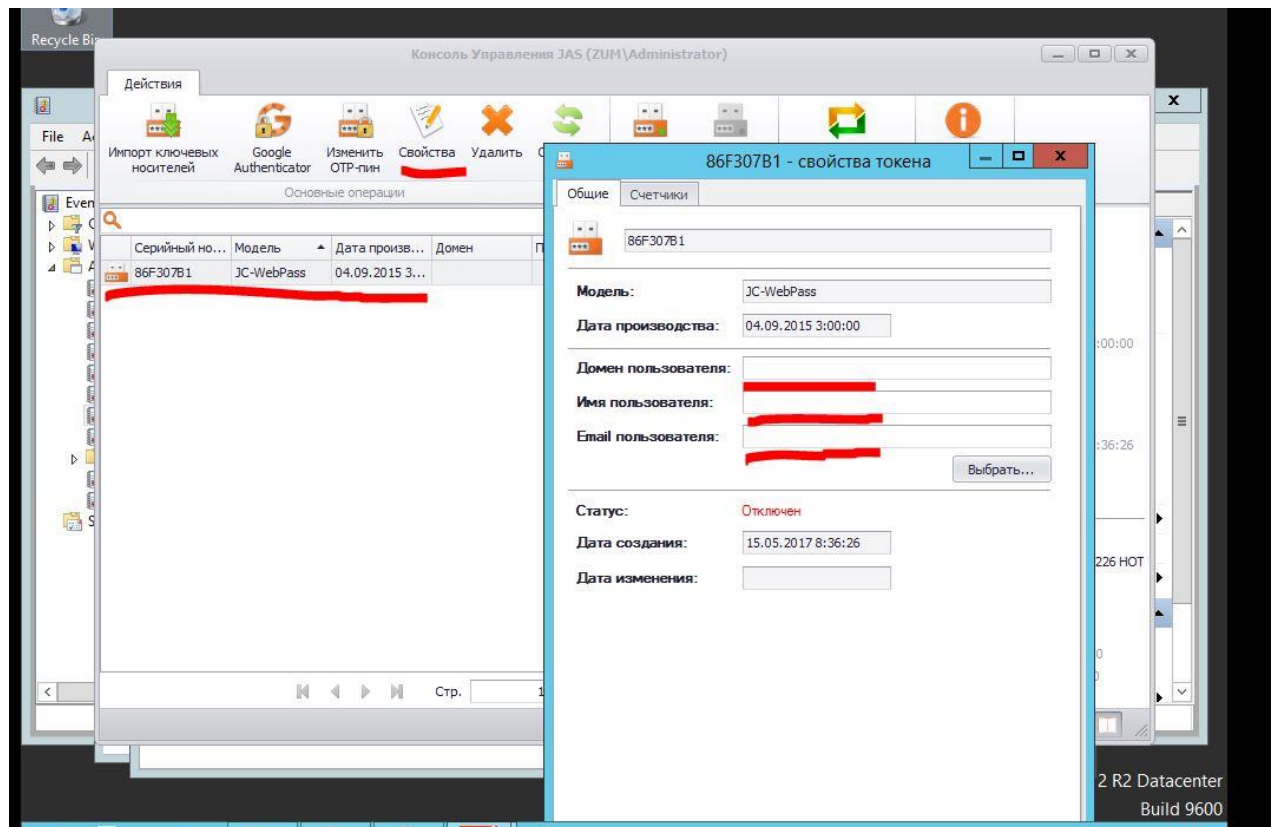 Recycle Bin
Консоль Управления JAS (ZUM\Administrator)
Действия
File
Импорт ключевых носителей
Google Authenticator
Изменить OTP-пин
Свойства
Удалить
Основные операции
86F307B1 - свойства токена
Общие
Счетчики
86F307B1
Серийный но...
Модель
Дата произв...
Домен
86F307B1
JC-WebPass
04.09.2015 3...
Модель:
JC-WebPass
Дата производства:
04.09.2015 3:00:00
Домен пользователя:
Имя пользователя:
Email пользователя:
Выбрать...
Статус:
Отключен
Дата создания:
15.05.2017 8:36:26
Дата изменения:
:00:00
:36:26
226 HOT
Стр.
1
2 R2 Datacenter
Build 9600